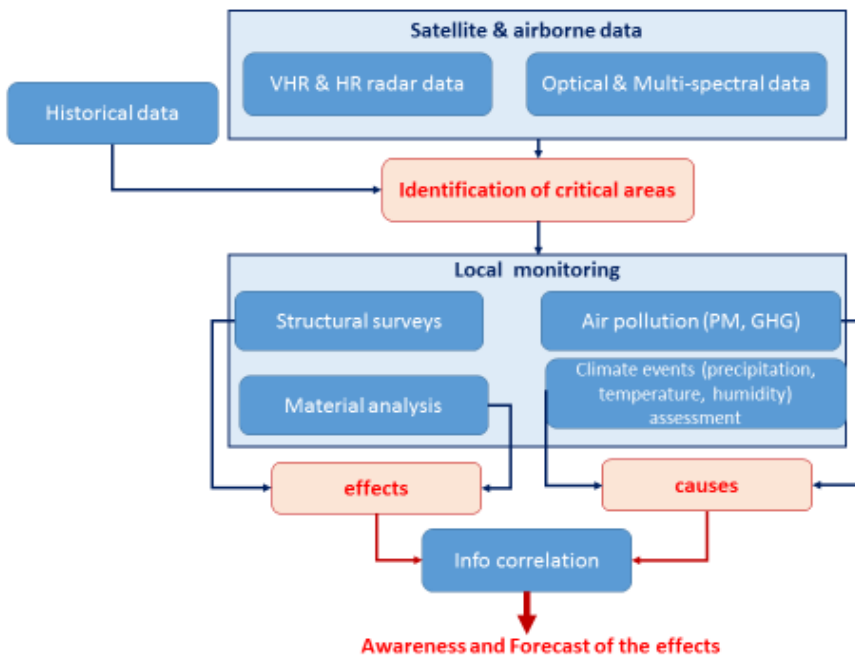 Satellite & airborne data
VHR & HR radar data
Optical & Multi-spectral data
Historical data
Identification of critical areas
Local monitoring
Structural surveys
Air pollution (PM, GHG)
Material analysis
Climate events (precipitation,
temperature, humidity)
assessment
effects
causes
Info correlation
Awareness and Forecast of the effects